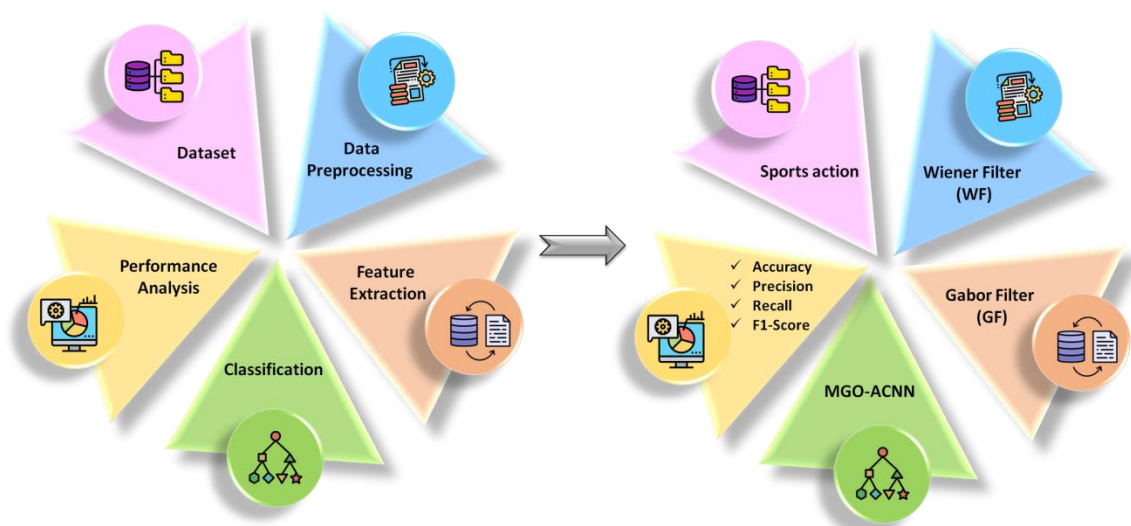 Dataset
Data
Preprocessing
Feature
Extraction
Classification
Performance
Analysis
Sports action
Wiener Filter
(WF)
Gabor Filter
(GF)
MGO-ACNN
✓ Accuracy
✓ Precision
✓ Recall
✓ F1-Score